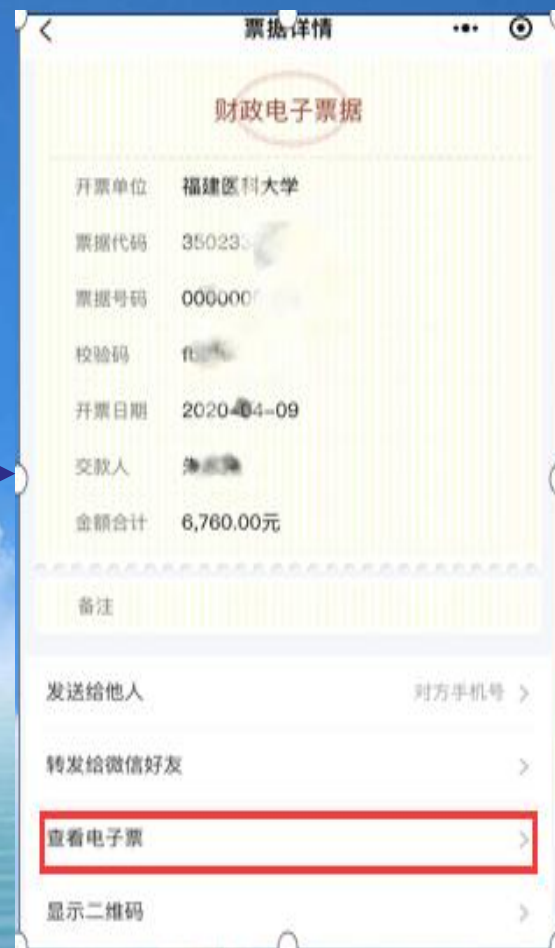 票据详情
财政电子票据
开票单位 福建医科大学
票据代码 350233
票据号码 0000000
校验码
开票日期 2020-04-09
交款人
金额合计 6,760.00元
备注
发送给他人 对方手机号
转发给微信好友
查看电子票
显示二维码